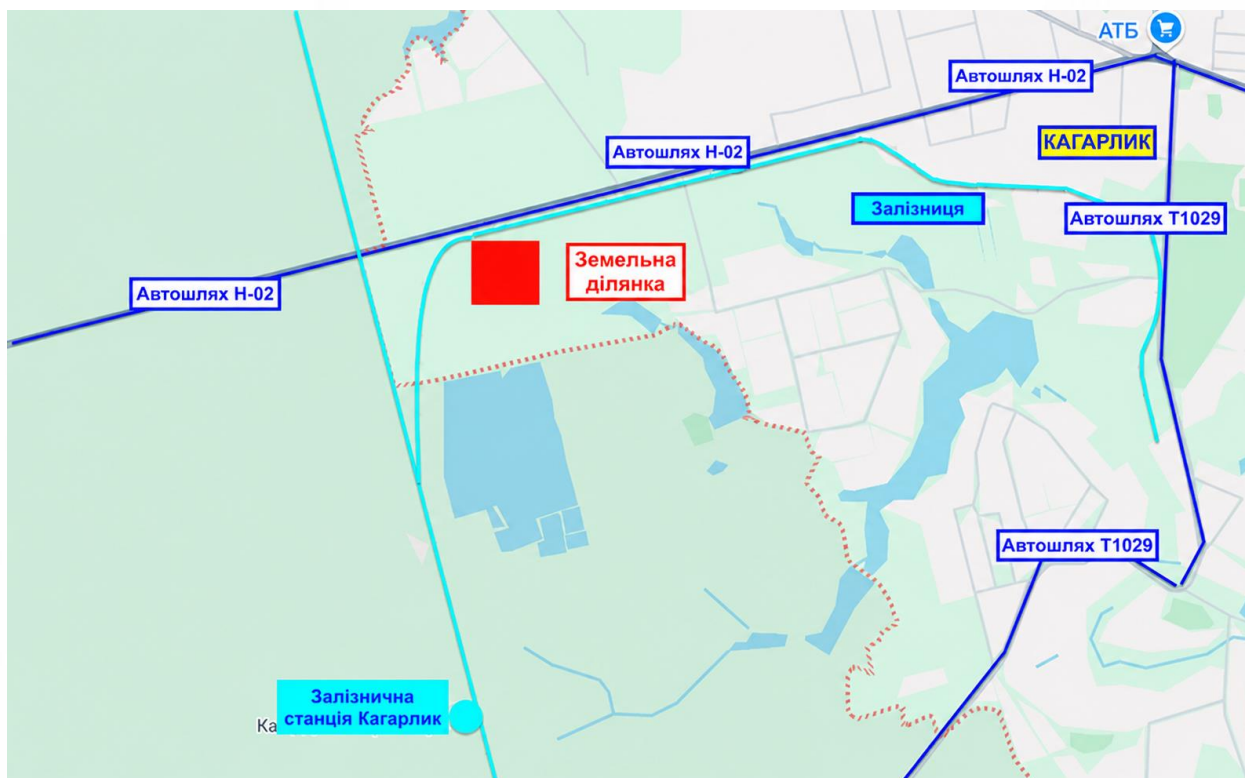 АТБ
Автошлях Н-02
КАГАРЛИК
Автошлях Н-02
Залізниця
Автошлях Т1029
Земельна
ділянка
Автошлях Н-02
Автошлях Т1029
Залізнична
станція Кагарлик